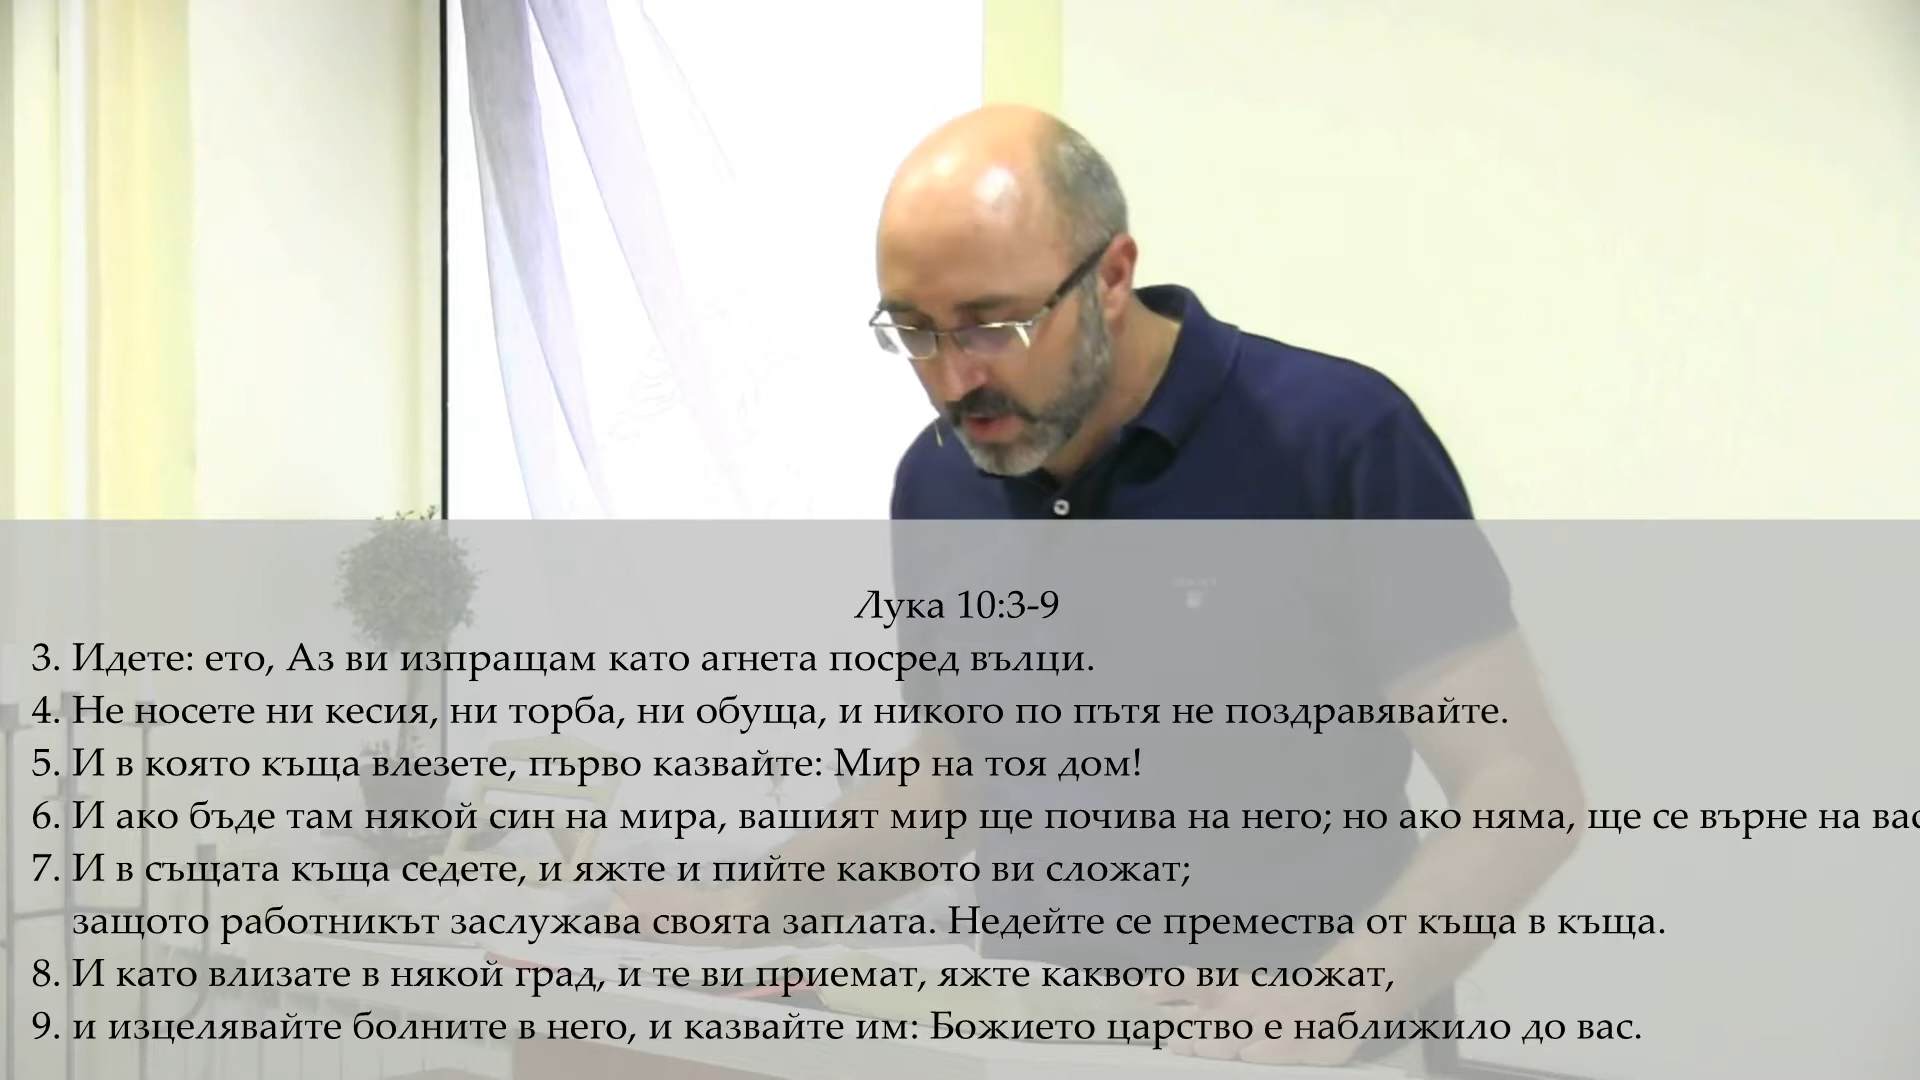 Лука 10:3-9
3. Идете: ето, Аз ви изпращам като агнета посред вълци.
4. Не носете ни кесия, ни торба, ни обуща, и никого по пътя не поздравявайте.
5. И в която къща влезете, първо казвайте: Мир на тоя дом!
6. И ако бъде там някой син на мира, вашият мир ще почива на него; но ако няма, ще се върне на вас
7. И в същата къща седете, и яжте и пийте каквото ви сложат;
защото работникът заслужава своята заплата. Недейте се премества от къща в къща.
8. И като влизате в някой град, и те ви приемат, яжте каквото ви сложат,
9. и изцелявайте болните в него, и казвайте им: Божието царство е наближило до вас.